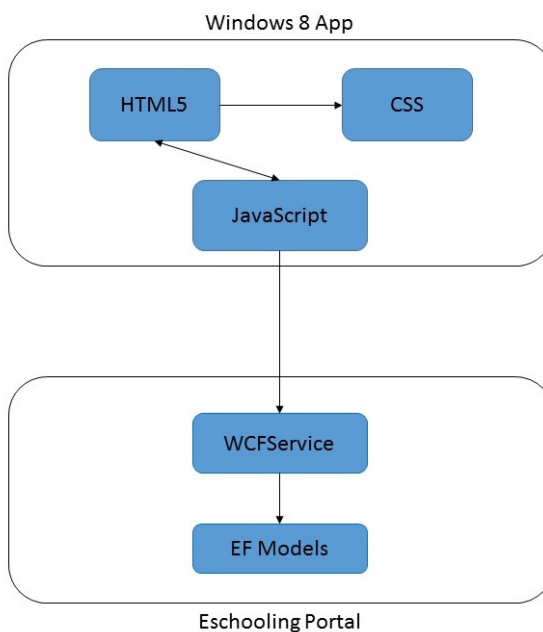 Windows 8 App
HTML5
CSS
JavaScript
WCFService
EF Models
Eschooling Portal